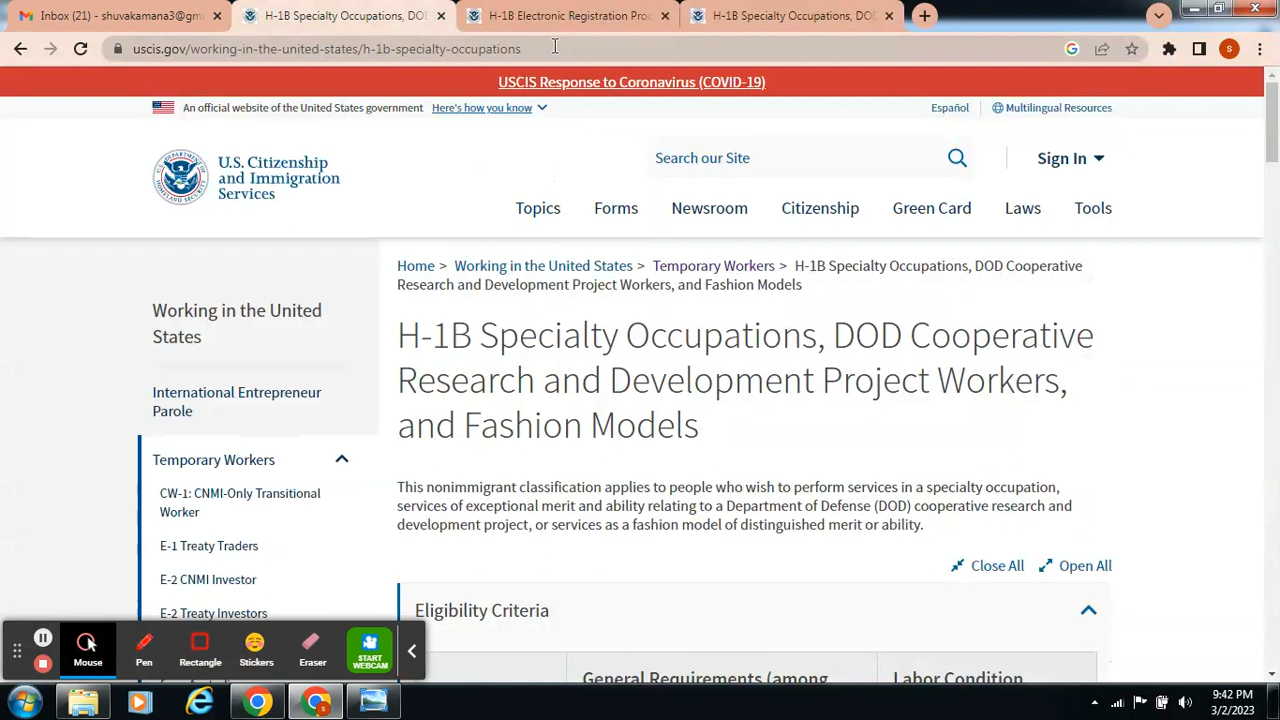 Inbox (21) - shuvakamana3@gm
H-1B Specialty Occupations, DO
H-1B Electronic Registration Proc
H-1B Specialty Occupations, DO
uscis.gov/working-in-the-united-states/h-1b-specialty-occupations
S
USCIS Response to Coronavirus (COVID-19)
An official website of the United States government Here's how you know
Español
Multilingual Resources
U.S. Citizenship
and Immigration
Services
Search our Site
Sign In
Topics Forms Newsroom Citizenship Green Card Laws Tools
Home > Working in the United States > Temporary Workers > H-1B Specialty Occupations, DOD Cooperative
Research and Development Project Workers, and Fashion Models
Working in the United
States
International Entrepreneur
Parole
Temporary Workers
CW-1: CNMI-Only Transitional
Worker
E-1 Treaty Traders
E-2 CNMI Investor
E-2 Treaty Investors
H-1B Specialty Occupations, DOD Cooperative
Research and Development Project Workers,
and Fashion Models
This nonimmigrant classification applies to people who wish to perform services in a specialty occupation,
services of exceptional merit and ability relating to a Department of Defense (DOD) cooperative research and
development project, or services as a fashion model of distinguished merit or ability.
Close All
Open All
Eligibility Criteria
General Requirements (among
Labor Condition
Mouse
Pen
Rectangle
Stickers
Eraser
START
WEBCAM
9:42 PM
3/2/2023